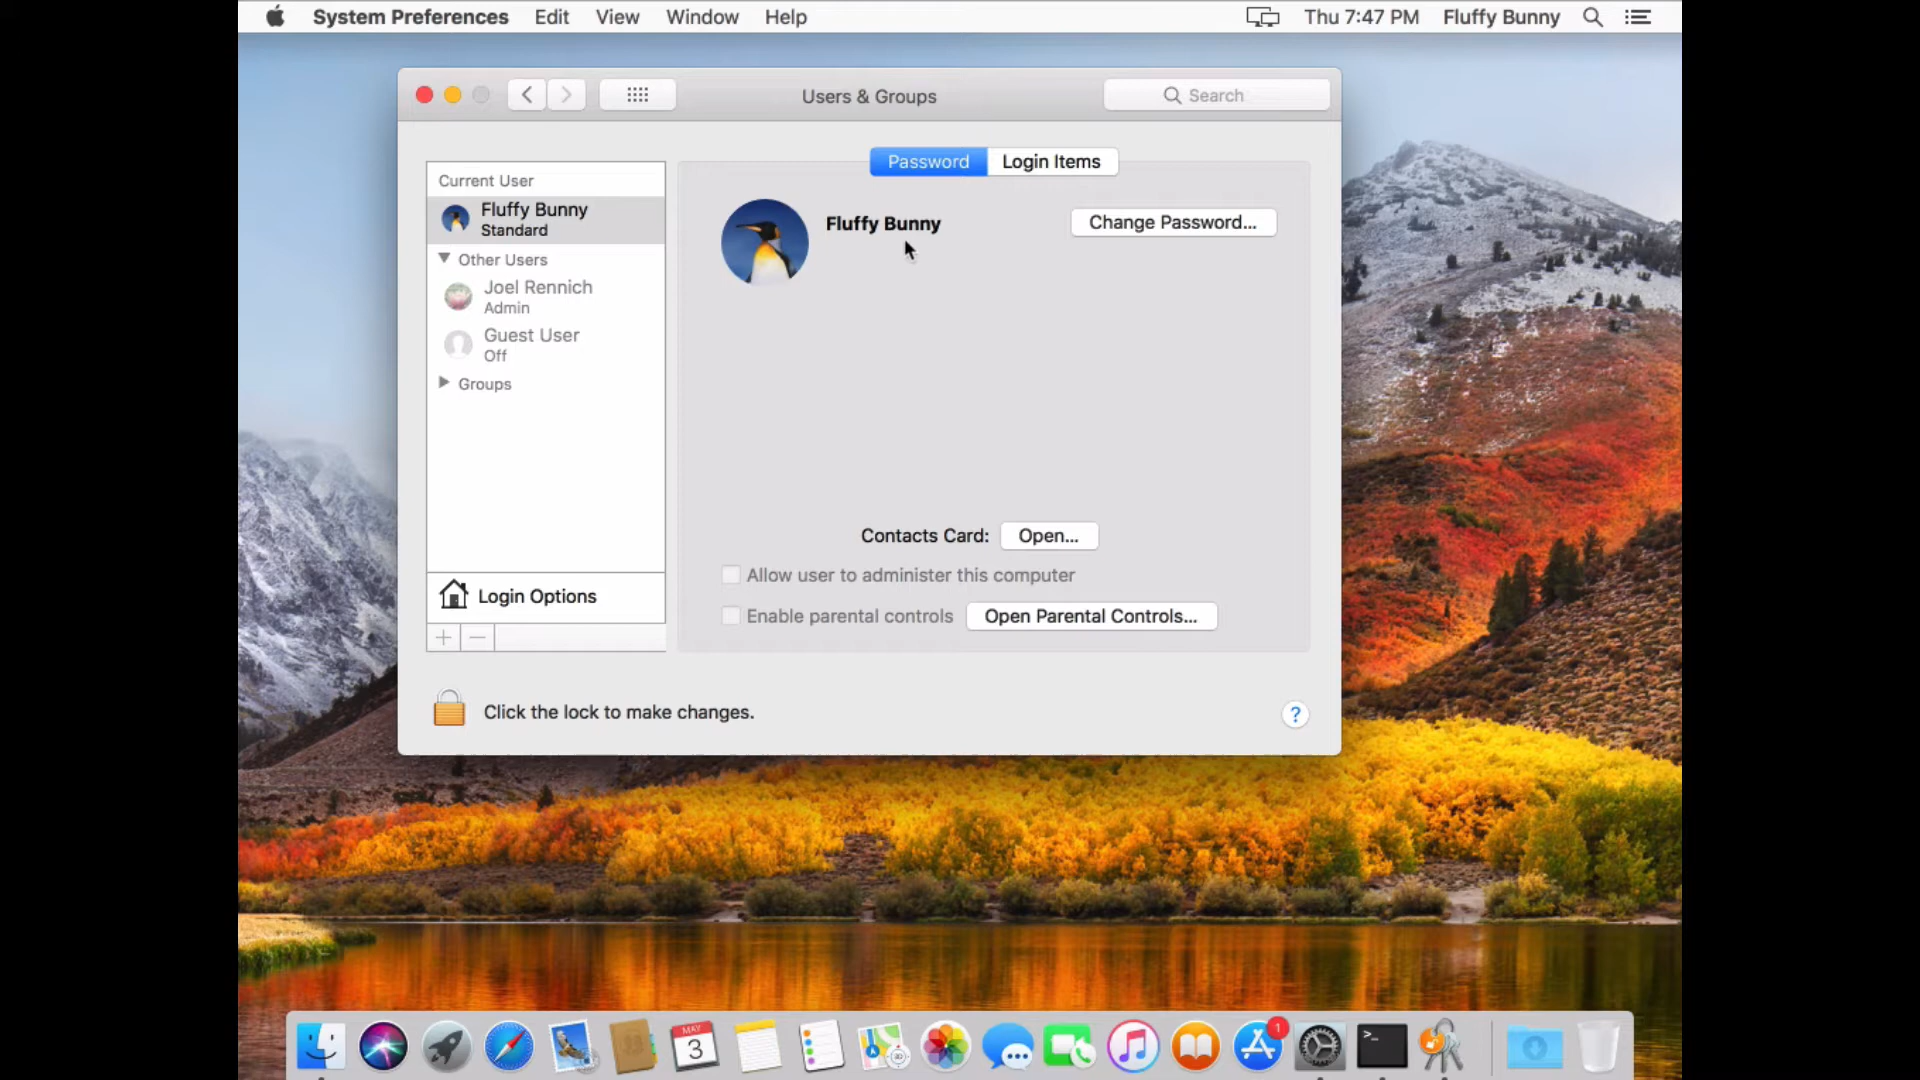 System Preferences Edit View Window Help Thu 7:47 PM Fluffy Bunny
Users & Groups
Search
Password Login Items
Current User
Fluffy Bunny
Standard
Other Users
Joel Rennich
Admin
Guest User
Off
Groups
Login Options
Fluffy Bunny
Change Password...
Contacts Card: Open...
Allow user to administer this computer
Enable parental controls Open Parental Controls...
Click the lock to make changes.
?
MAY
3
3D
1
>_